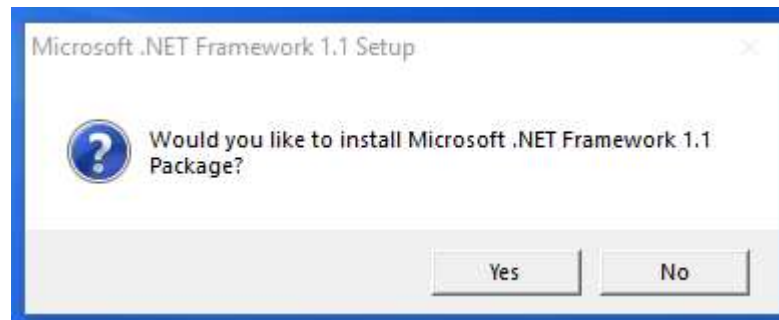 Microsoft .NET Framework 1.1 Setup
Would you like to install Microsoft .NET Framework 1.1
Package?
Yes
No